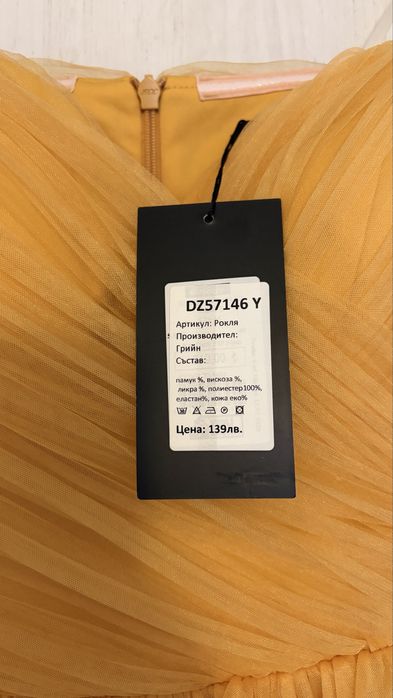 DZ57146 Y
Артикул: Рокля
Производител:
Грийн
Състав:
памук %, вискоза %,
ликра %, полиестер100%,
еластан%, кожа еко%
Цена: 139лв.